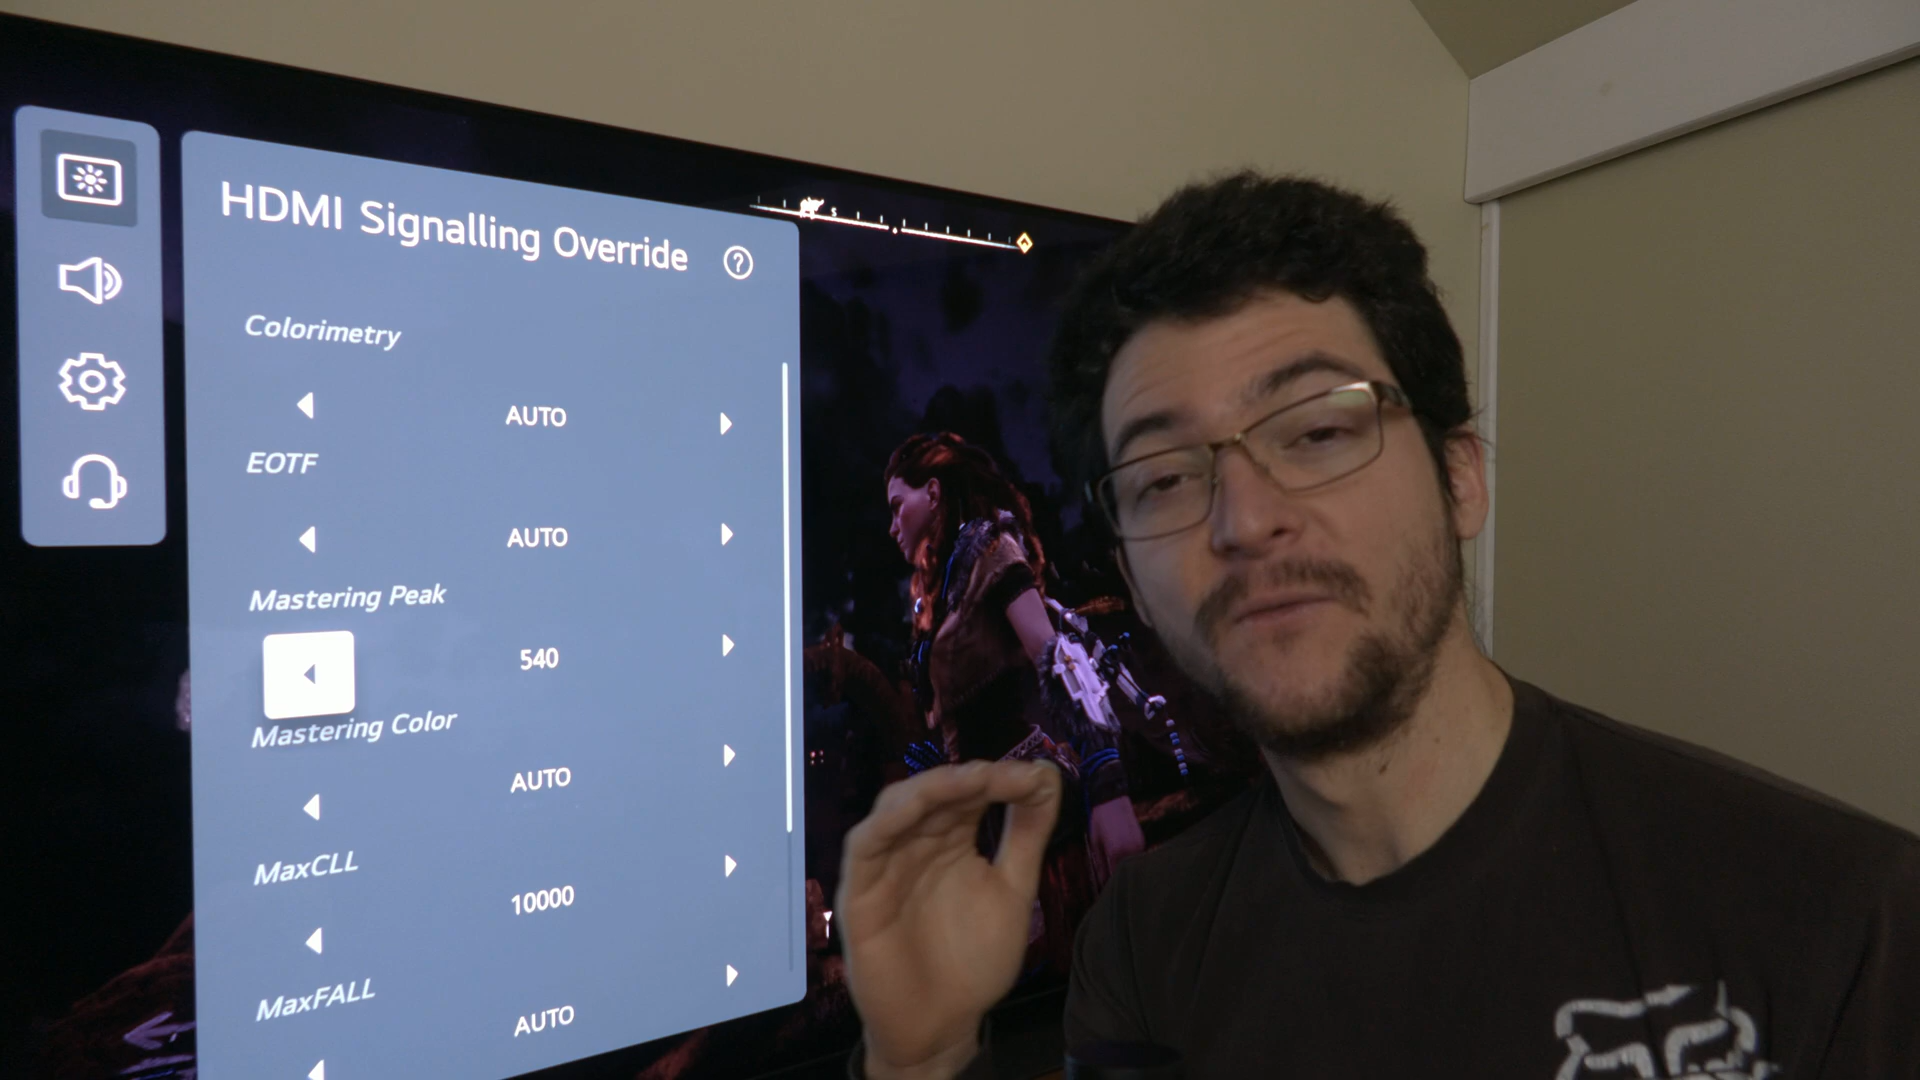 HDMI Signalling Override ?
S
Colorimetry
AUTO
EOTF
AUTO
Mastering Peak
540
Mastering Color
AUTO
MaxCLL
10000
MaxFALL
AUTO